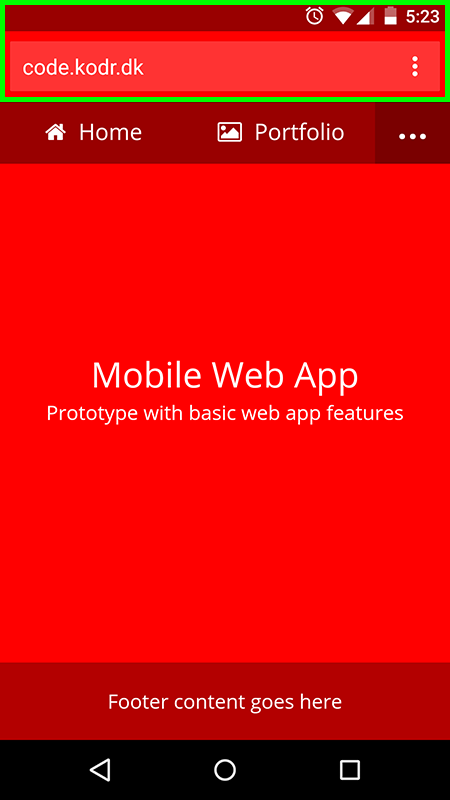 5:23
code.kodr.dk
Home Portfolio
Mobile Web App
Prototype with basic web app features
Footer content goes here